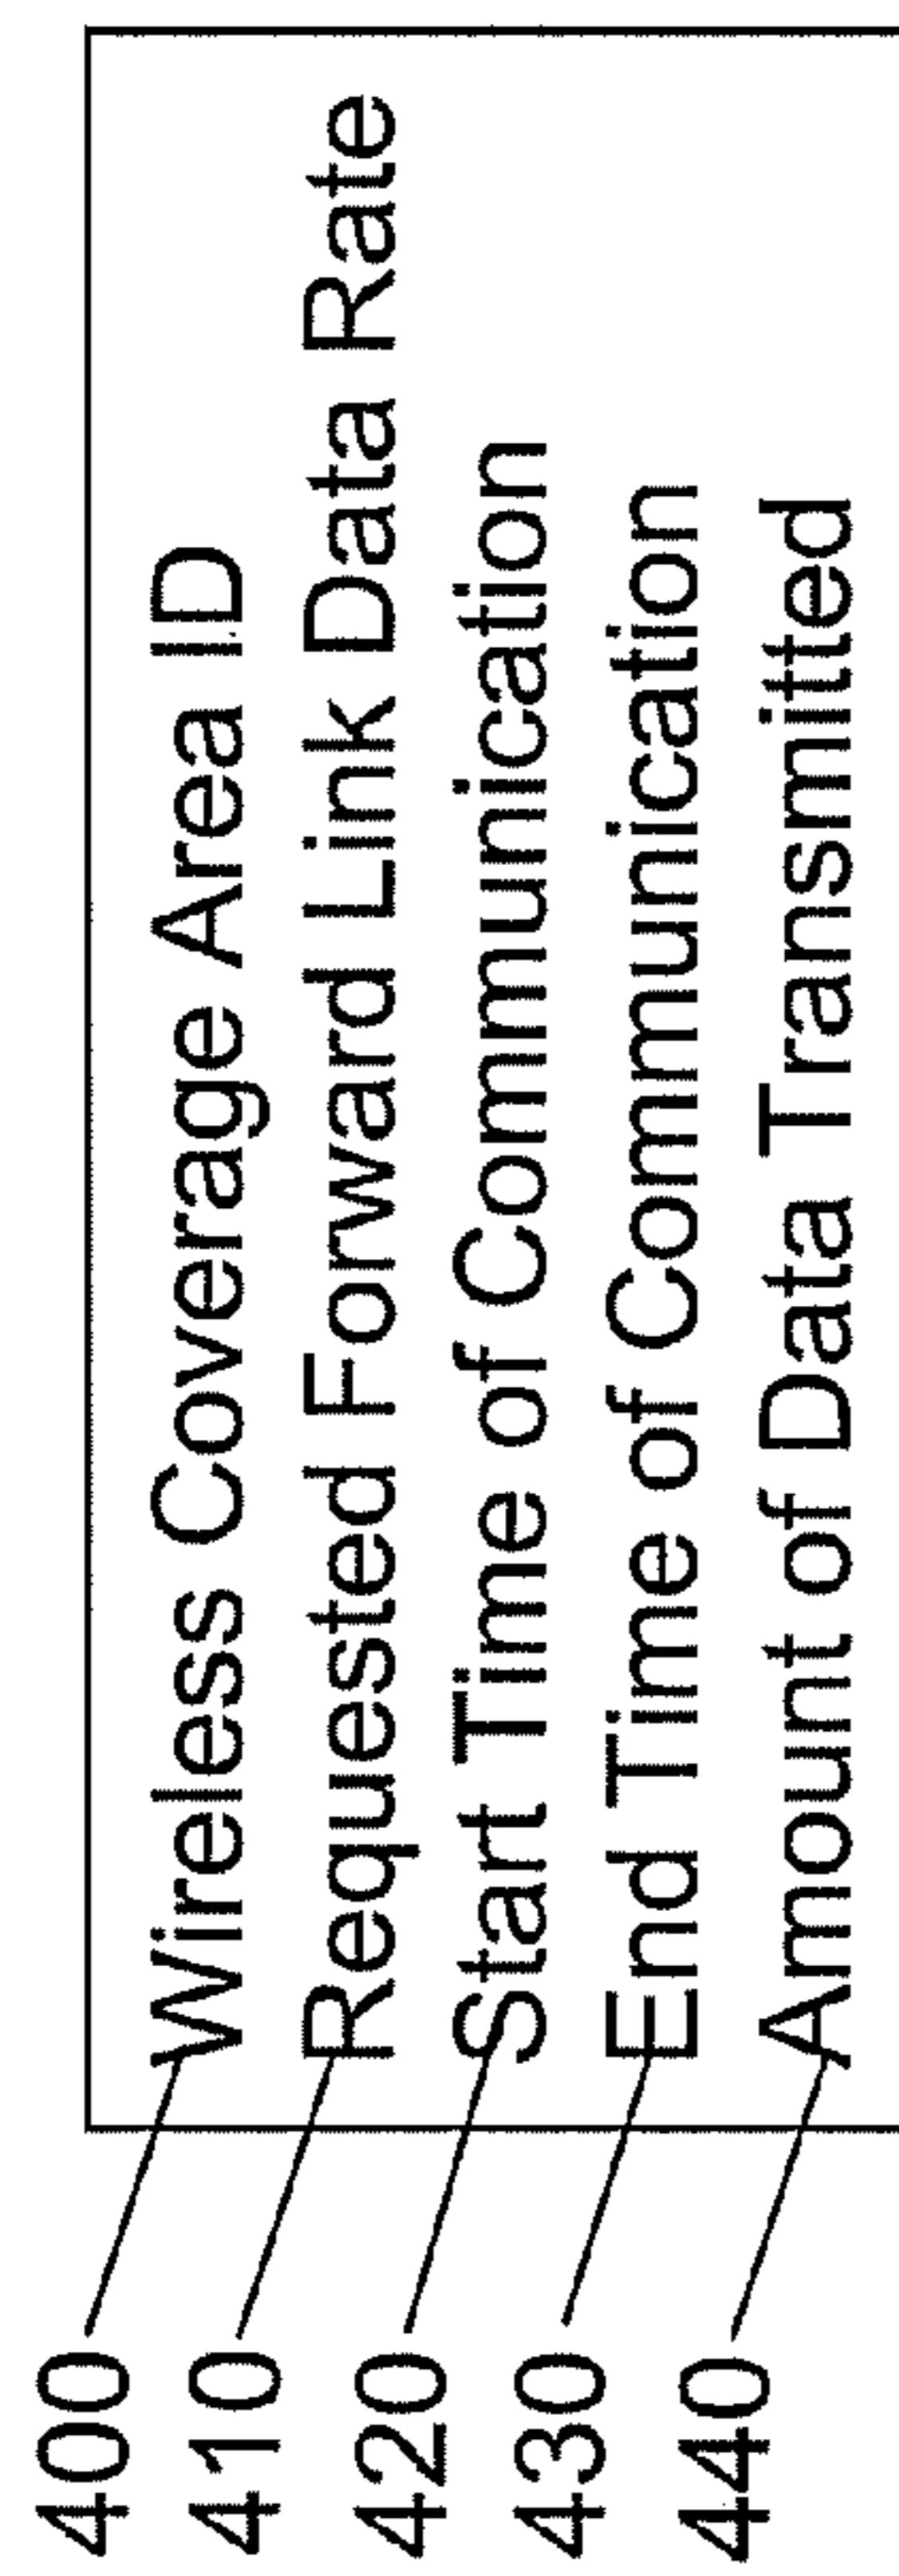 400 Wireless Coverage Area ID
410 Requested Forward Link Data Rate
420 Start Time of Communication
430 End Time of Communication
440 Amount of Data Transmitted